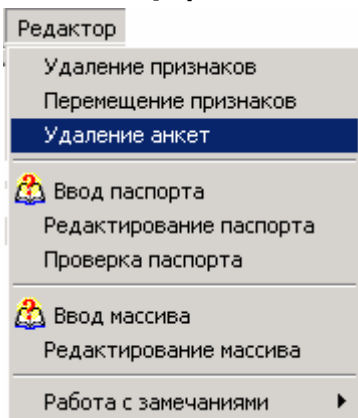 Редактор
Удаление признаков
Перемещение признаков
Удаление анкет
Ввод паспорта
Редактирование паспорта
Проверка паспорта
Ввод массива
Редактирование массива
Работа с замечаниями